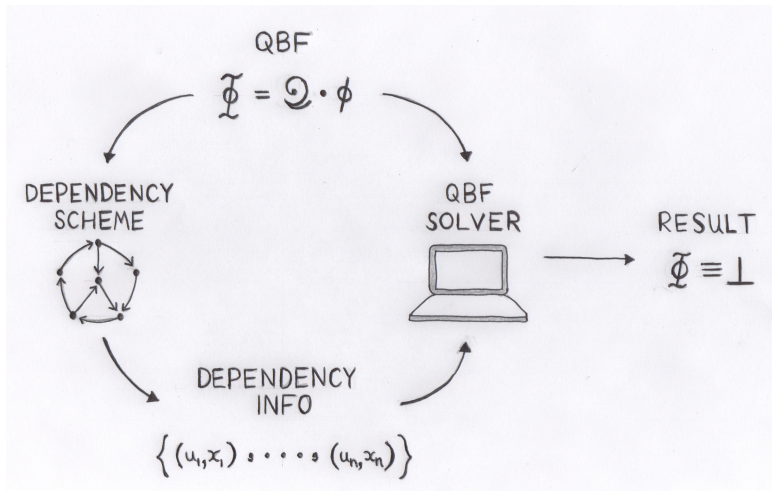 QBF
Φ = Q · ϕ
DEPENDENCY
SCHEME
QBF
SOLVER
RESULT
Φ ≡ ⊥
DEPENDENCY
INFO
{(u₁,x₁), . . . , (uₙ,xₙ)}